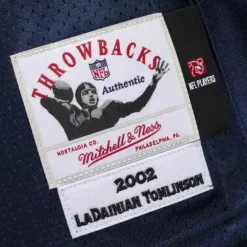 THROWBACKS
NFL
Authentic
NFL PLAYERS
NOSTALGIA CO.
PHILADELPHIA, PA.
Mitchell & Ness
2002
LADAINIAN TOMLINSON